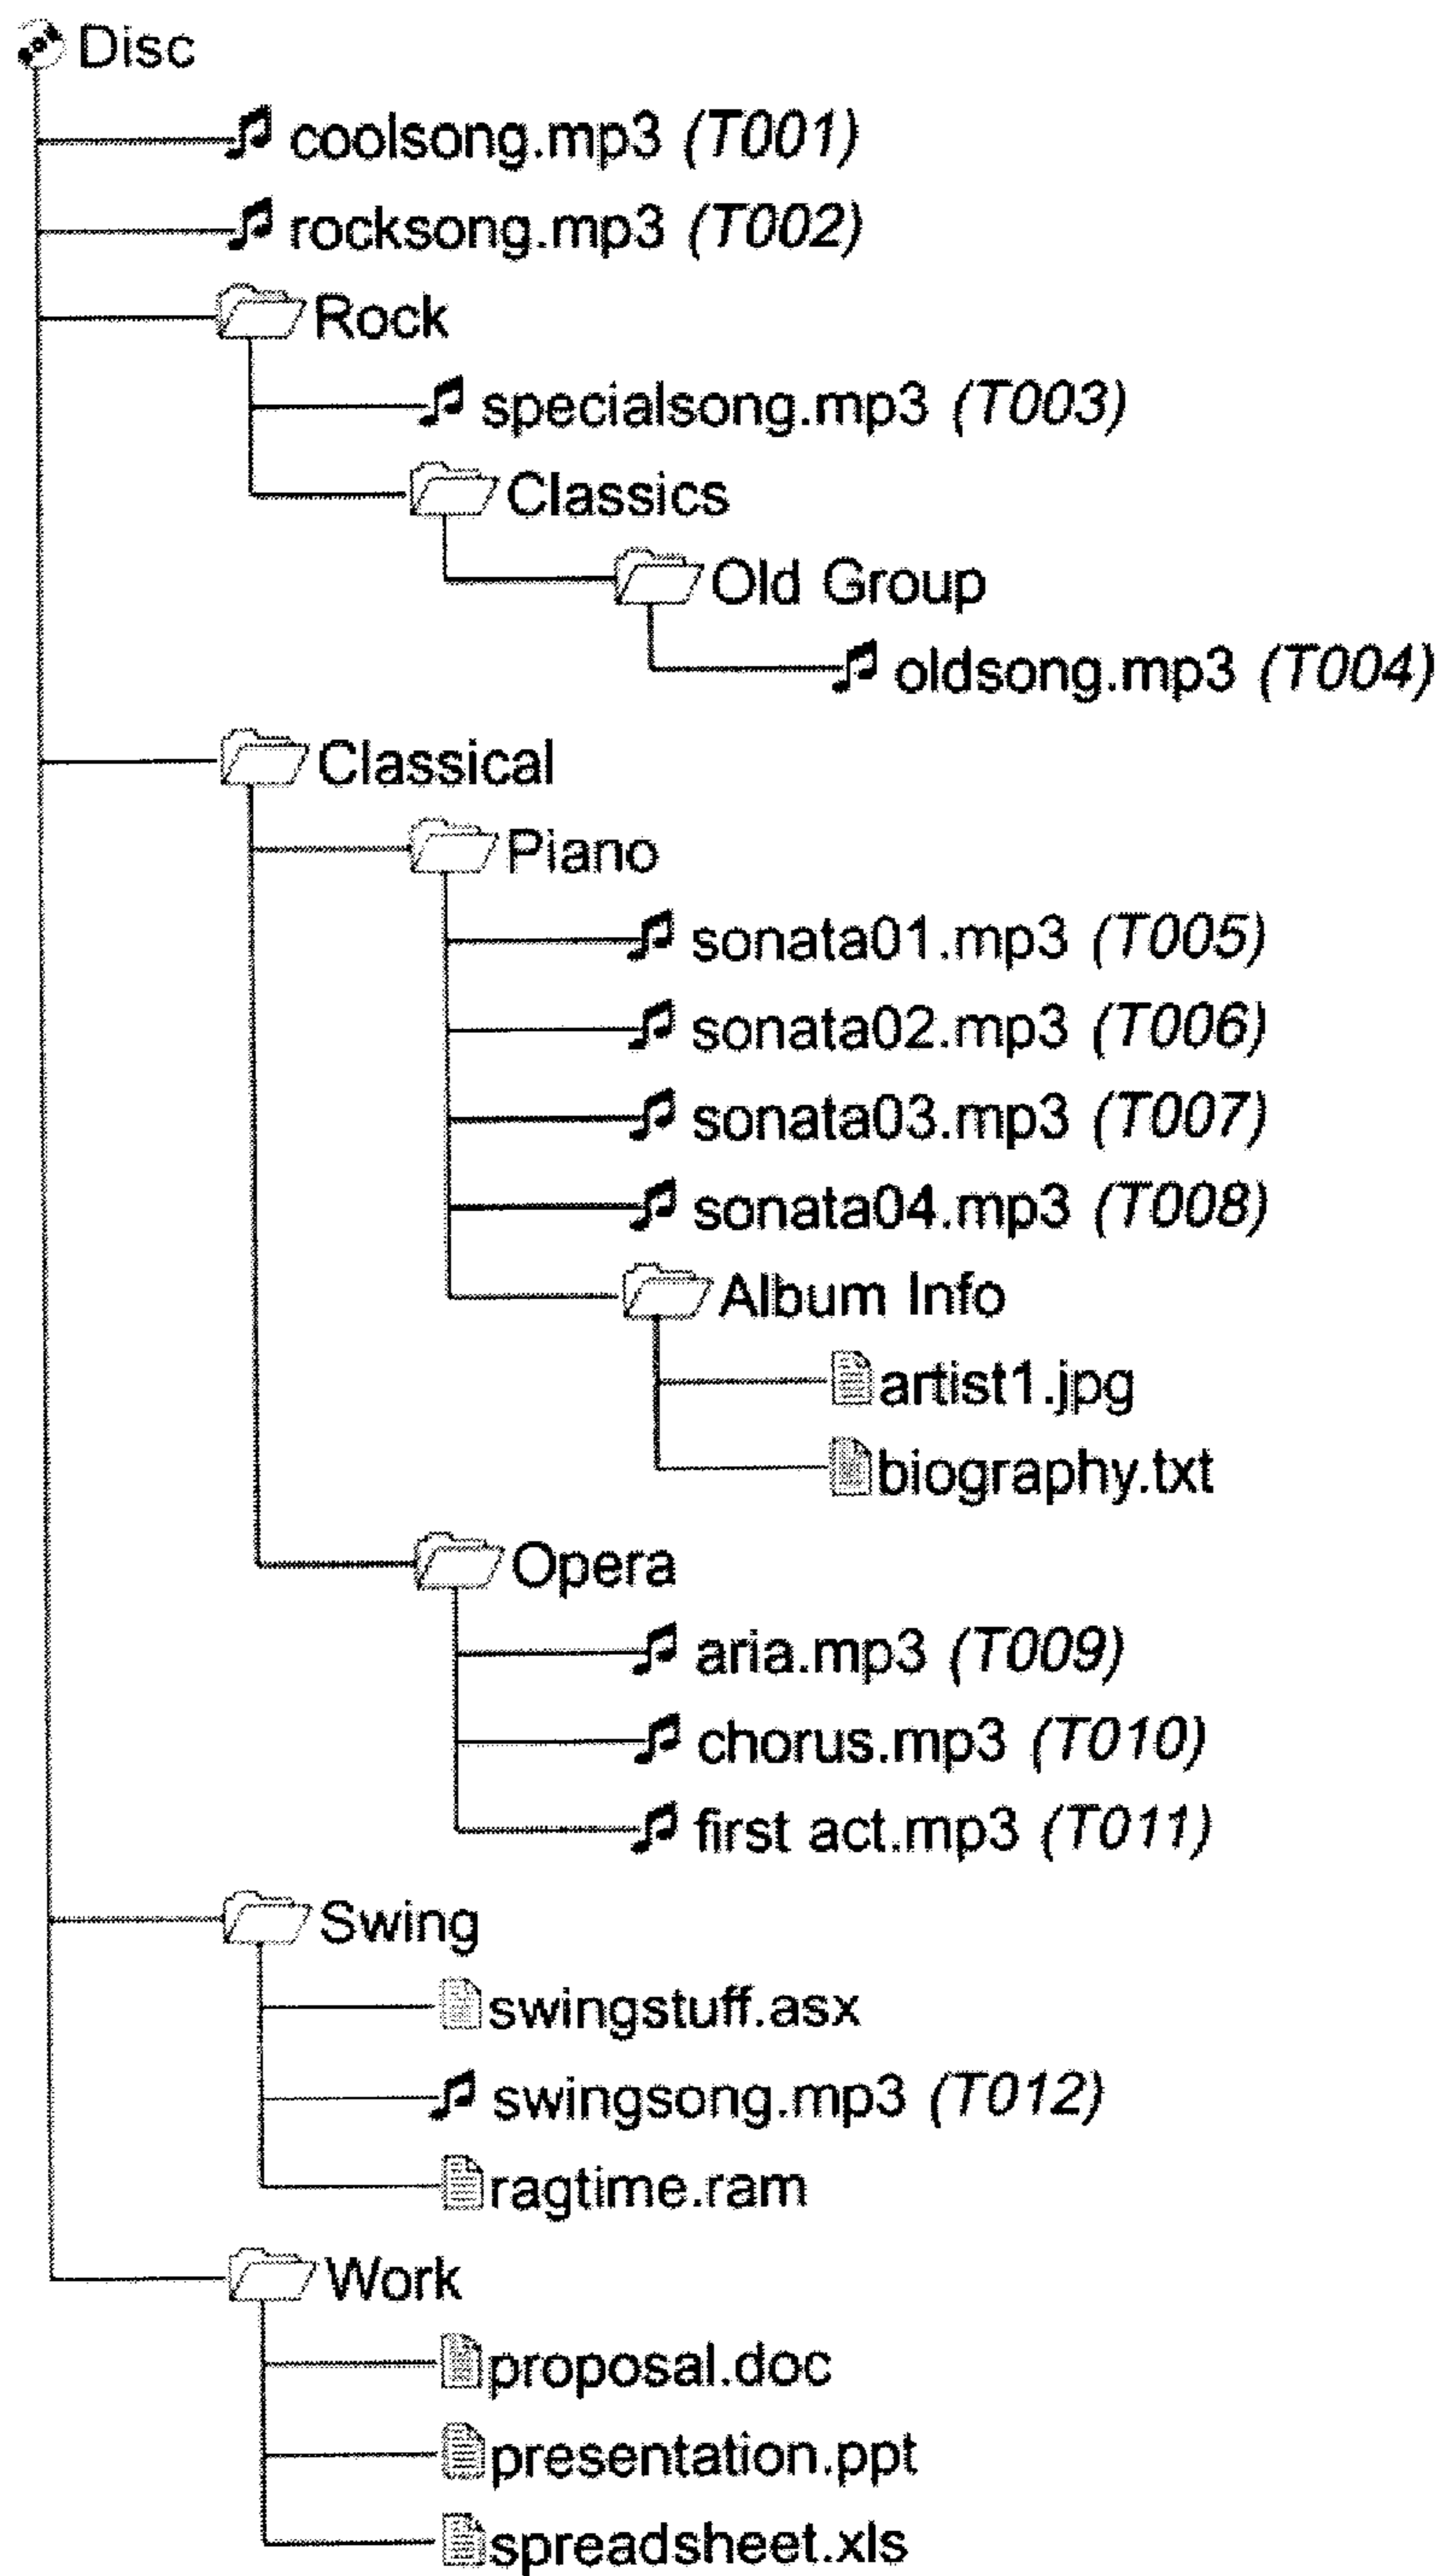 Disc
coolsong.mp3 (T001)
rocksong.mp3 (T002)
Rock
specialsong.mp3 (T003)
Classics
Old Group
oldsong.mp3 (T004)
Classical
Piano
sonata01.mp3 (T005)
sonata02.mp3 (T006)
sonata03.mp3 (T007)
sonata04.mp3 (T008)
Album Info
artist1.jpg
biography.txt
Opera
aria.mp3 (T009)
chorus.mp3 (T010)
first act.mp3 (T011)
Swing
swingstuff.asx
swingsong.mp3 (T012)
ragtime.ram
Work
proposal.doc
presentation.ppt
spreadsheet.xls